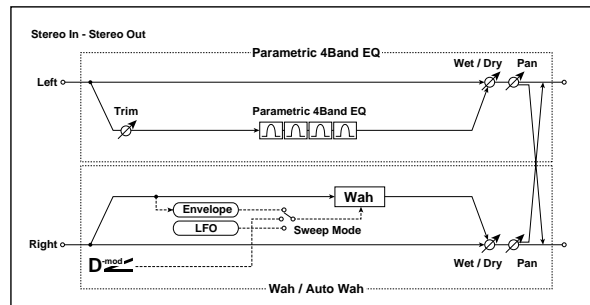 Stereo In - Stereo Out
Parametric 4Band EQ
Wet / Dry
Pan
Left
Trim
Parametric 4Band EQ
Envelope
LFO
Wah
Sweep Mode
Right
D-mod
Wet / Dry
Pan
Wah / Auto Wah